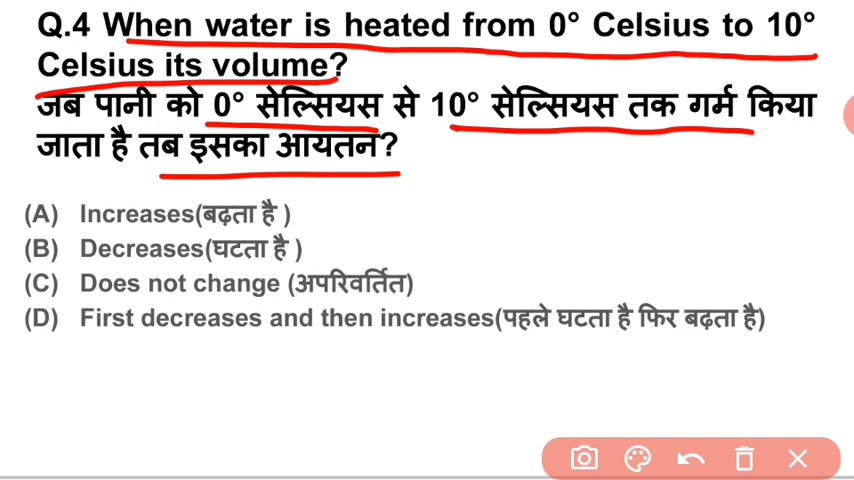 Q.4 When water is heated from 0° Celsius to 10°
Celsius its volume?
जब पानी को 0° सेल्सियस से 10° सेल्सियस तक गर्म किया
जाता है तब इसका आयतन?
(A) Increases(बढ़ता है )
(B) Decreases(घटता है )
(C) Does not change (अपरिवर्तित)
(D) First decreases and then increases(पहले घटता है फिर बढ़ता है)